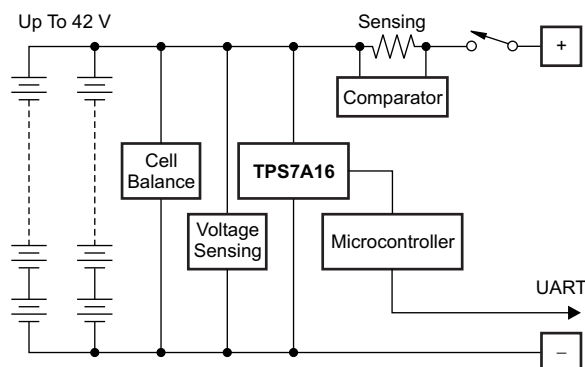 Up To 42 V
Sensing
+
Comparator
Cell
Balance
TPS7A16
Voltage
Sensing
Microcontroller
UART
–